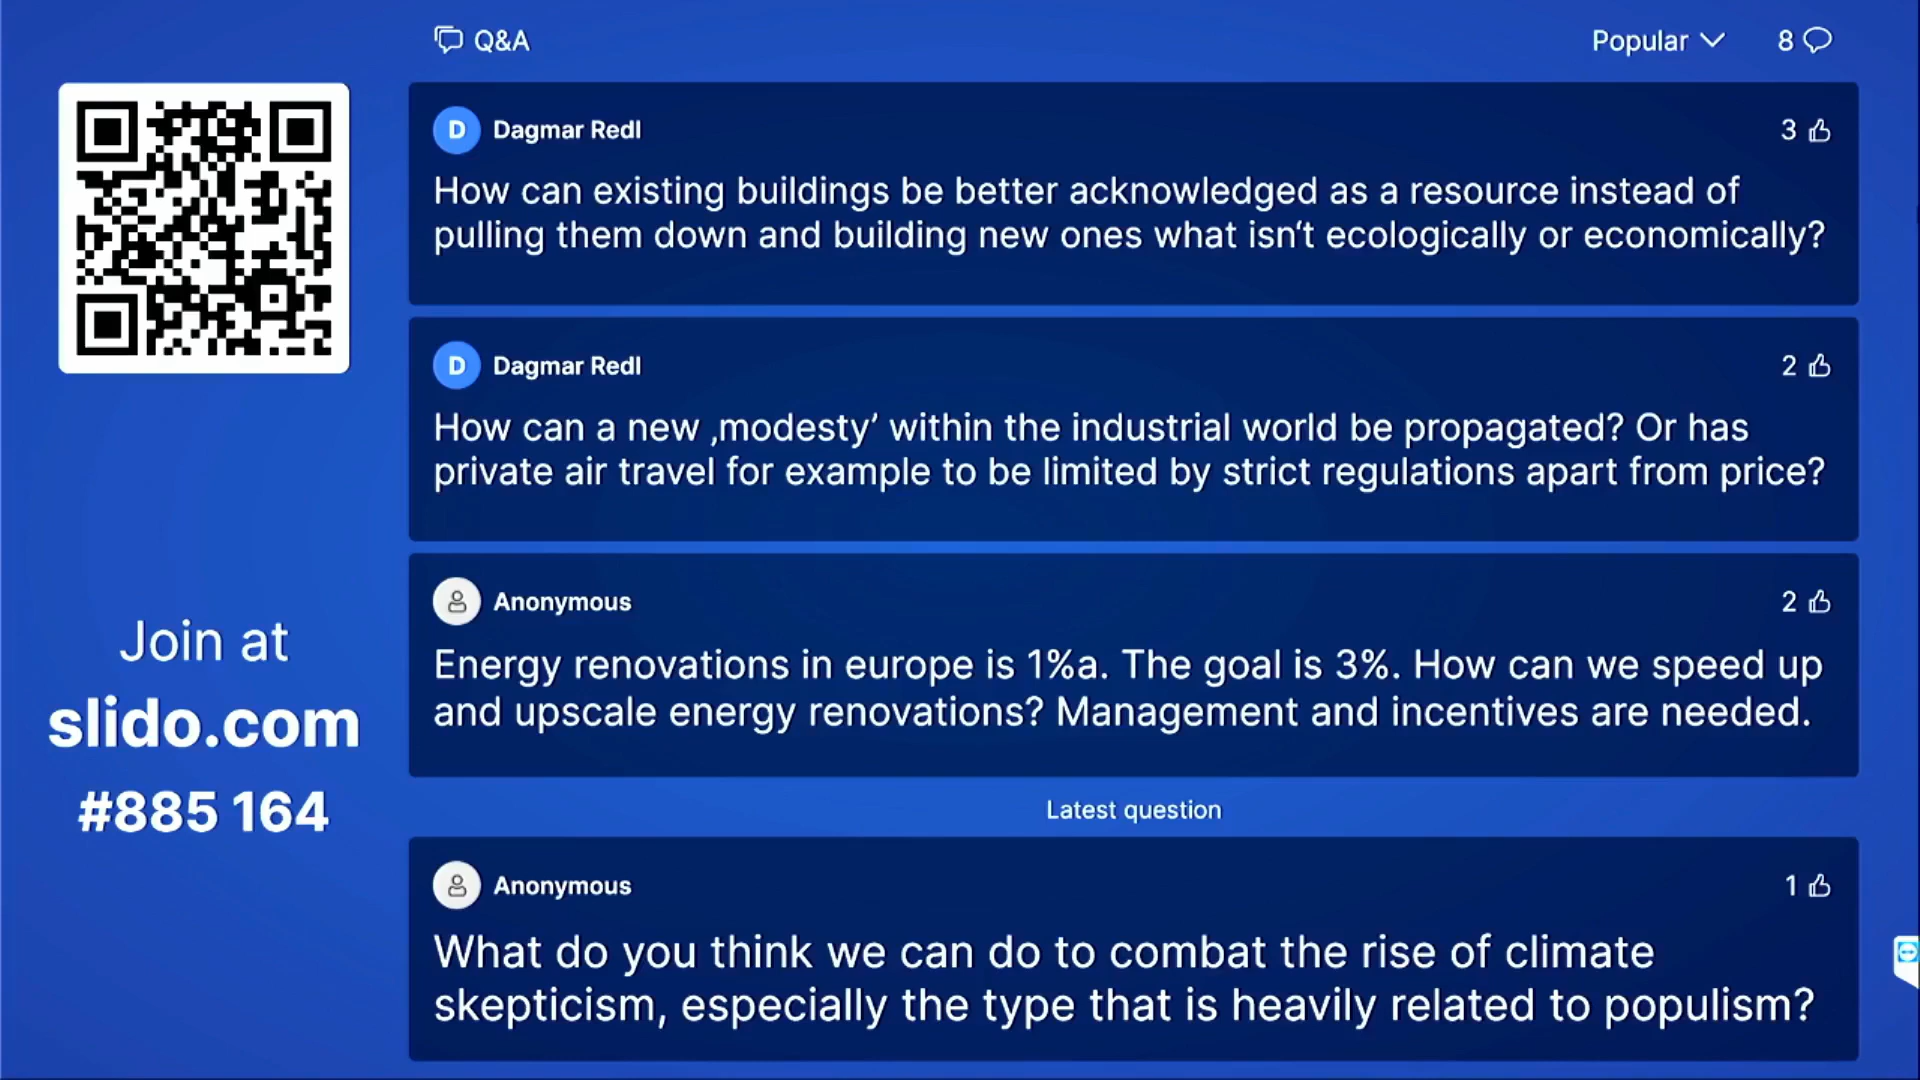 Q&A
Popular
8
Dagmar Redl
3
How can existing buildings be better acknowledged as a resource instead of
pulling them down and building new ones what isn‘t ecologically or economically?
Dagmar Redl
2
How can a new ‚modesty’ within the industrial world be propagated? Or has
private air travel for example to be limited by strict regulations apart from price?
Anonymous
2
Energy renovations in europe is 1%a. The goal is 3%. How can we speed up
and upscale energy renovations? Management and incentives are needed.
Latest question
Anonymous
1
What do you think we can do to combat the rise of climate
skepticism, especially the type that is heavily related to populism?
Join at
slido.com
#885 164
D
D